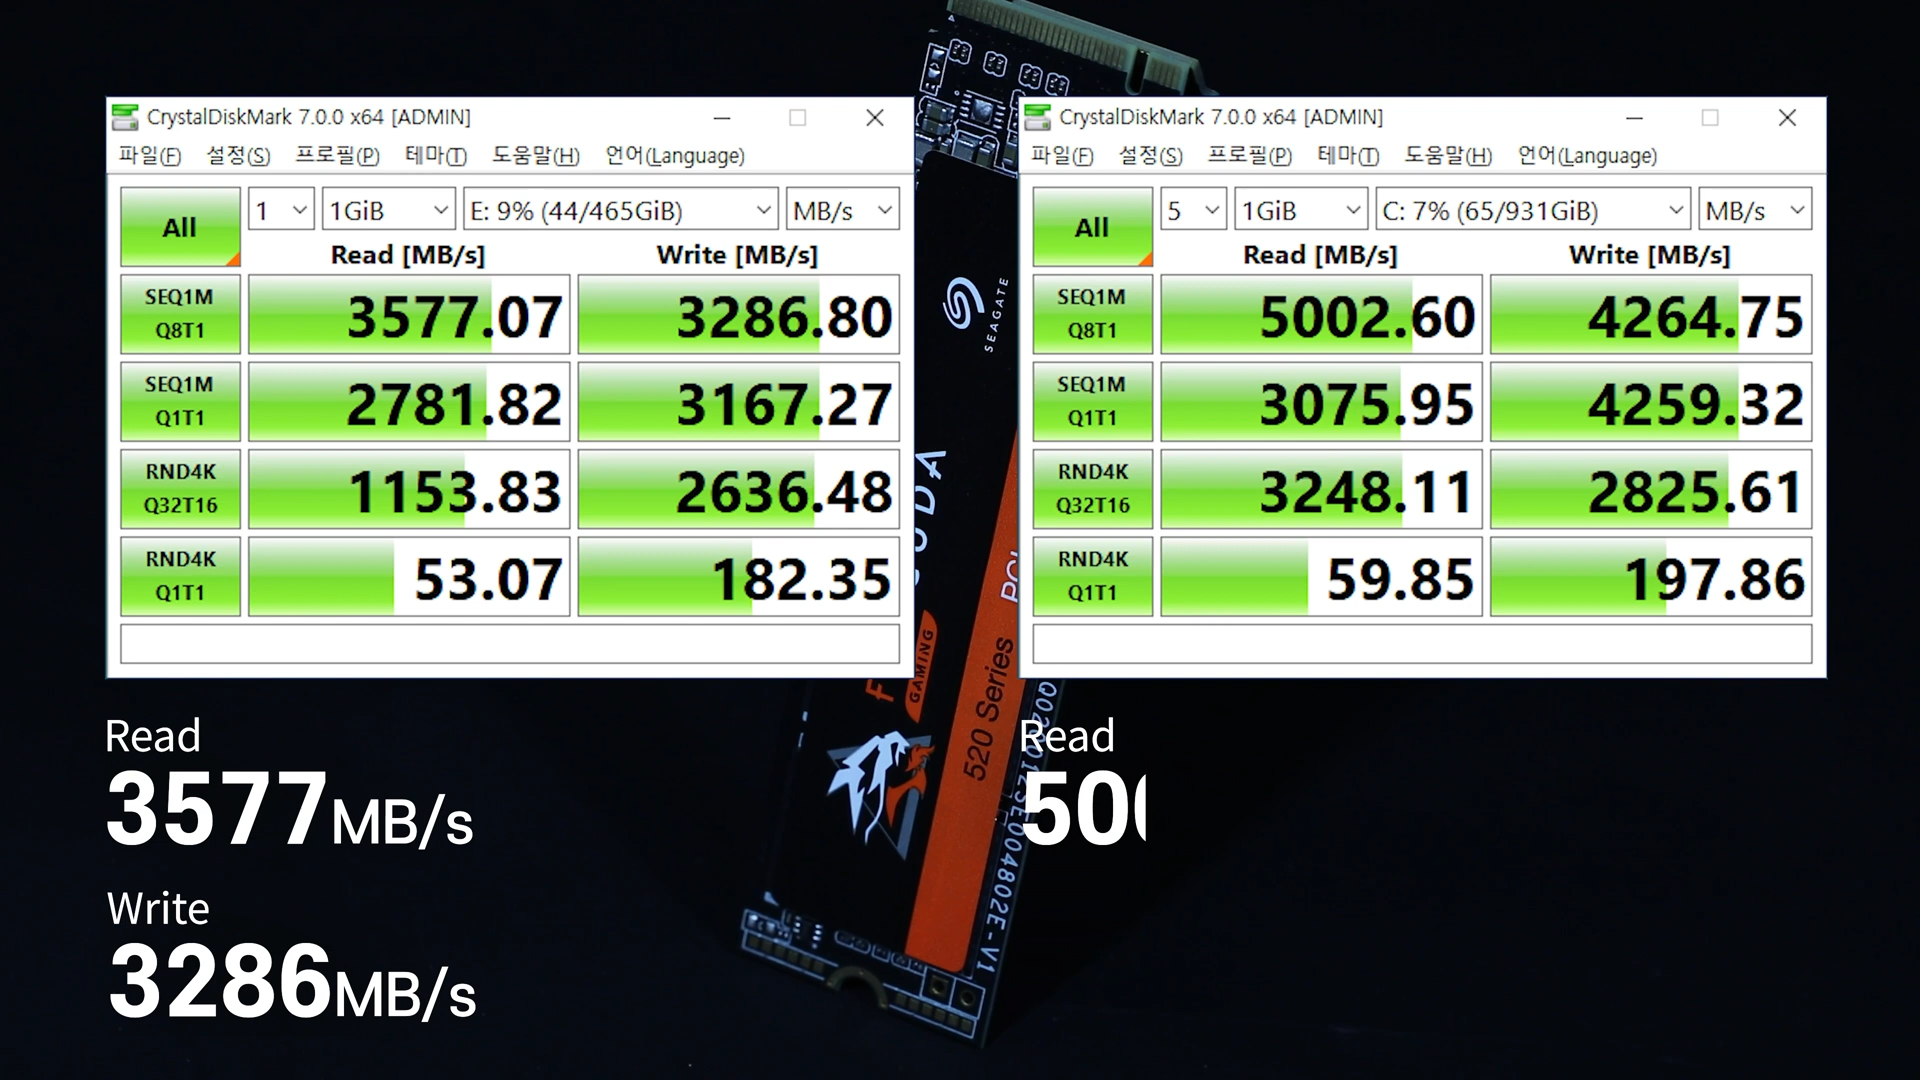 CrystalDiskMark 7.0.0 x64 [ADMIN]
파일(F) 설정(S) 프로필(P) 테마(T) 도움말(H) 언어(Language)
All
1
1GiB
E: 9% (44/465GiB)
MB/s
Read [MB/s]
Write [MB/s]
SEQ1M
Q8T1
3577.07
3286.80
SEQ1M
Q1T1
2781.82
3167.27
RND4K
Q32T16
1153.83
2636.48
RND4K
Q1T1
53.07
182.35
CrystalDiskMark 7.0.0 x64 [ADMIN]
파일(F) 설정(S) 프로필(P) 테마(T) 도움말(H) 언어(Language)
All
5
1GiB
C: 7% (65/931GiB)
MB/s
Read [MB/s]
Write [MB/s]
SEQ1M
Q8T1
5002.60
4264.75
SEQ1M
Q1T1
3075.95
4259.32
RND4K
Q32T16
3248.11
2825.61
RND4K
Q1T1
59.85
197.86
SEAGATE
GAMING
520 Series
Read
3577MB/s
Write
3286MB/s
Read
500